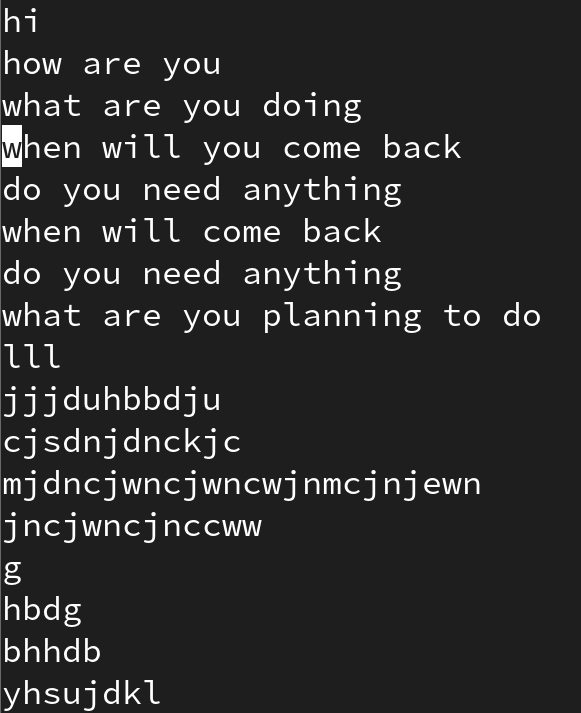 hi
how are you
what are you doing
when will you come back
do you need anything
when will come back
do you need anything
what are you planning to do
lll
jjjduhbbdju
cjsdnjdnckjc
mjdncjwncjwncwjnmcjnjewn
jncjwncjnccww
g
hbdg
bhhdb
yhsujdkl